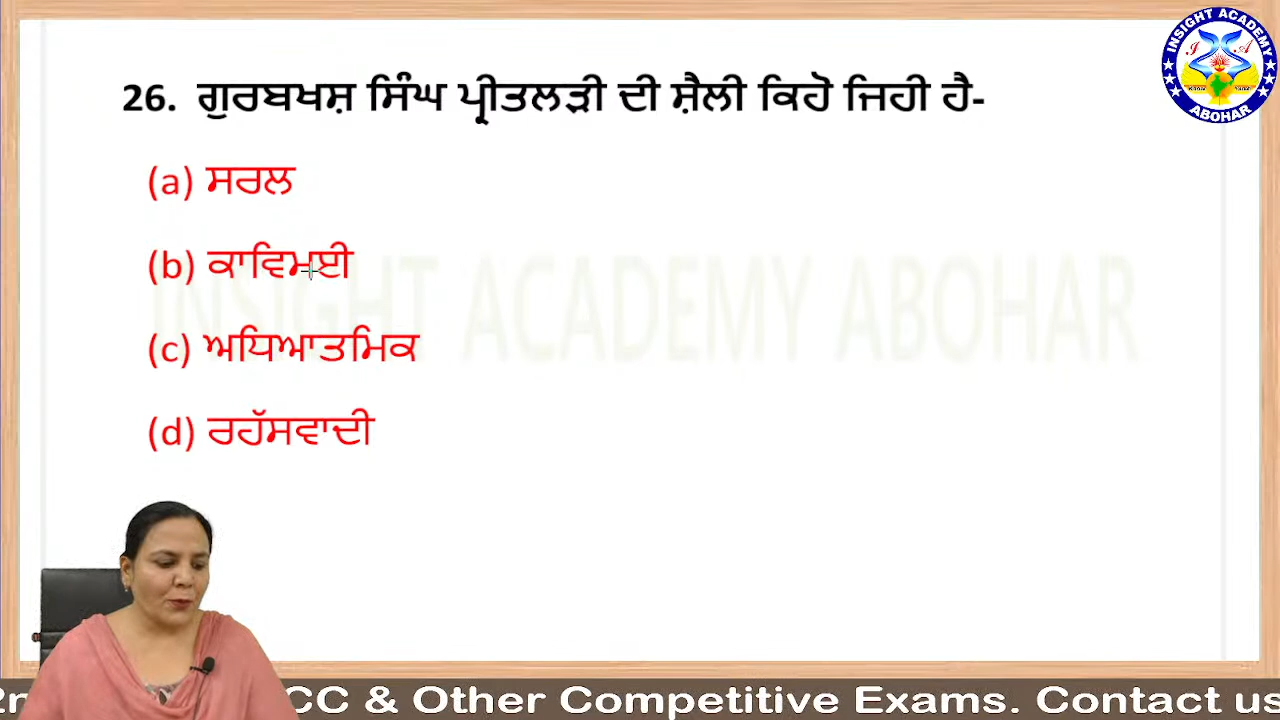 INSIGHT ACADEMY
I A
ABOHAR
26. ਗੁਰਬਖਸ਼ ਸਿੰਘ ਪ੍ਰੀਤਲੜੀ ਦੀ ਸ਼ੈਲੀ ਕਿਹੋ ਜਿਹੀ ਹੈ-
(a) ਸਰਲ
(b) ਕਾਵਿਮਈ
(c) ਅਧਿਆਤਮਿਕ
(d) ਰਹੱਸਵਾਦੀ
INSIGHT ACADEMY ABOHAR
CC & Other Competitive Exams. Contact us